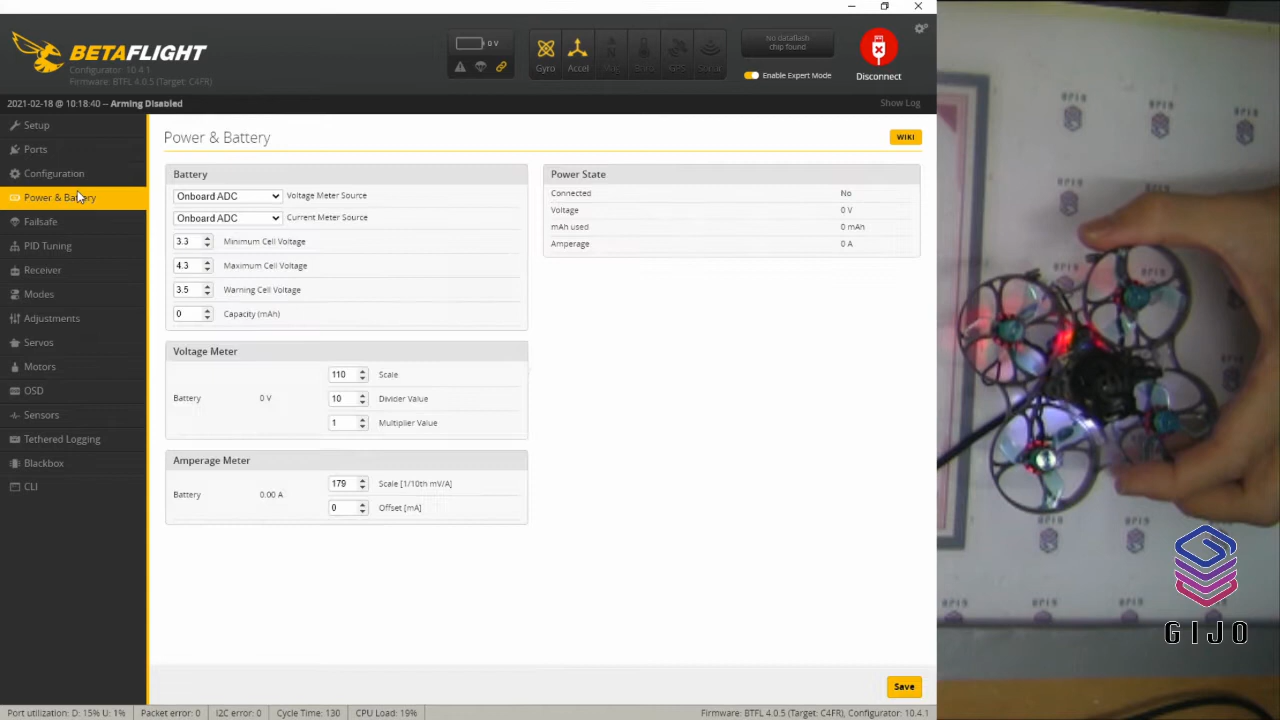 BETAFLIGHT
Configurator: 10.4.1
Firmware: BTFL 4.0.5 (Target: C4FR)
0 V
Gyro
Accel
GPS
Sonar
No dataflash
chip found
Enable Expert Mode
Disconnect
2021-02-18 @ 10:18:40 -- Arming Disabled
Show Log
Setup
Ports
Configuration
Power & Battery
Failsafe
PID Tuning
Receiver
Modes
Adjustments
Servos
Motors
OSD
Sensors
Tethered Logging
Blackbox
CLI
Power & Battery
WIKI
Battery
Onboard ADC Voltage Meter Source
Onboard ADC Current Meter Source
3.3 Minimum Cell Voltage
4.3 Maximum Cell Voltage
3.5 Warning Cell Voltage
0 Capacity (mAh)
Power State
Connected No
Voltage 0 V
mAh used 0 mAh
Amperage 0 A
Voltage Meter
Battery 0 V
110 Scale
10 Divider Value
1 Multiplier Value
Amperage Meter
Battery 0.00 A
179 Scale [1/10th mV/A]
0 Offset [mA]
Save
Port utilization: D: 15% U: 1%
Packet error: 0
I2C error: 0
Cycle Time: 130
CPU Load: 19%
Firmware: BTFL 4.0.5 (Target: C4FR), Configurator: 10.4.1
GIJO